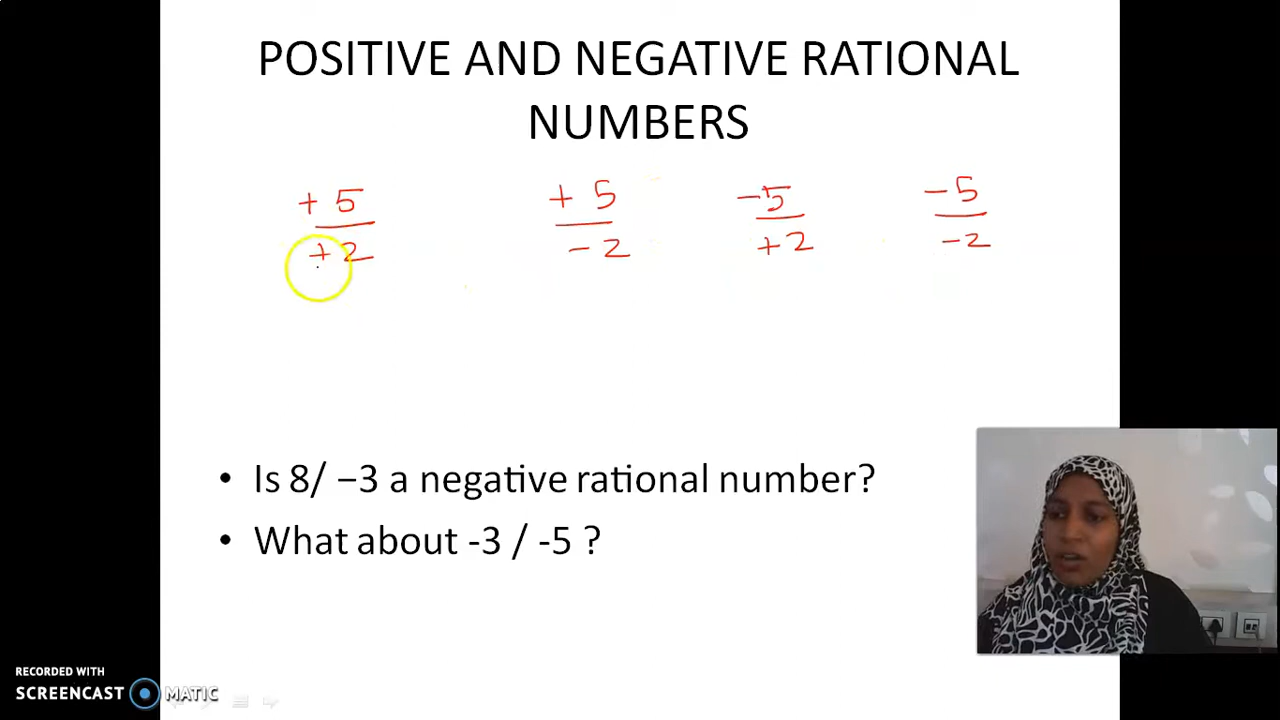 POSITIVE AND NEGATIVE RATIONAL
NUMBERS
+ 5 + 5 -5 -5
+2 -2 +2 -2
• Is 8/ −3 a negative rational number?
• What about -3 / -5 ?
RECORDED WITH
SCREENCAST MATIC